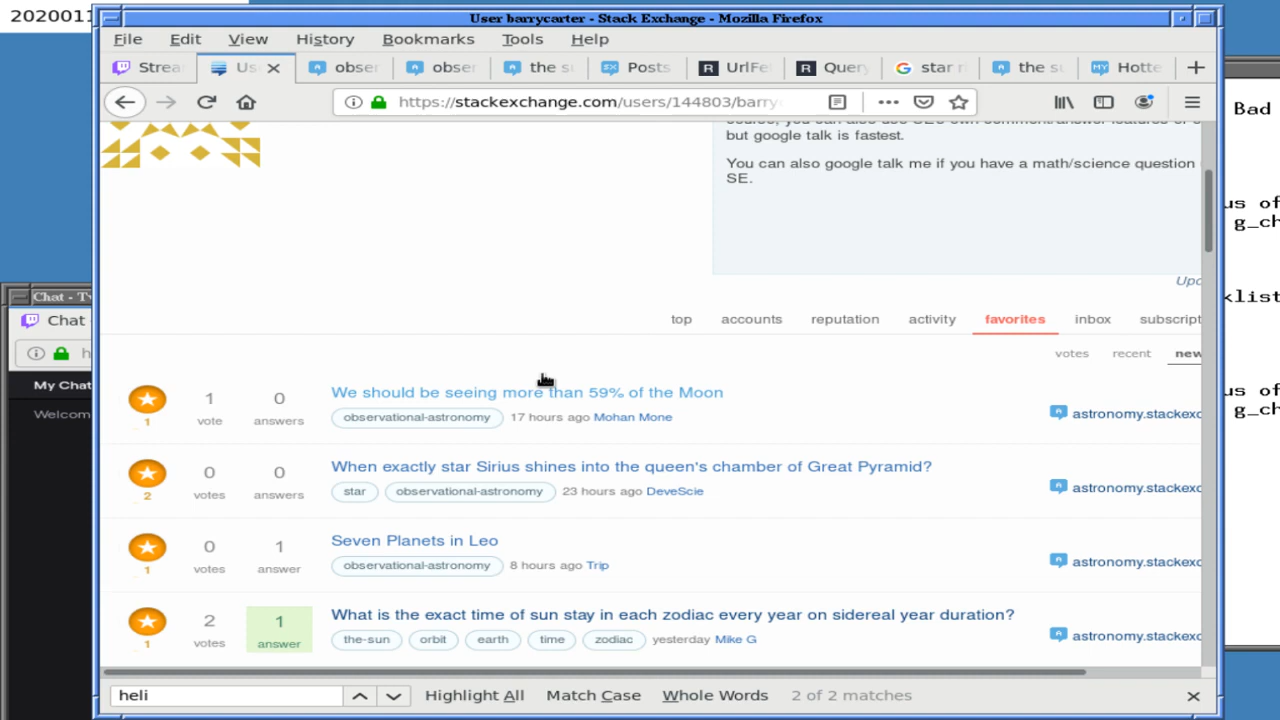 2020011
User barrycarter - Stack Exchange - Mozilla Firefox
File Edit View History Bookmarks Tools Help
Strea Us obser obser the su Posts UrlFe Query star r the su Hotte
https://stackexchange.com/users/144803/barry
but google talk is fastest.
You can also google talk me if you have a math/science question
SE.
Upd
top accounts reputation activity favorites inbox subscript
votes recent new
We should be seeing more than 59% of the Moon
1 vote 0 answers 1
observational-astronomy 17 hours ago Mohan Mone
astronomy.stackexc
When exactly star Sirius shines into the queen's chamber of Great Pyramid?
0 votes 0 answers 2
star observational-astronomy 23 hours ago DeveScie
astronomy.stackexc
Seven Planets in Leo
0 votes 1 answer 1
observational-astronomy 8 hours ago Trip
astronomy.stackexc
What is the exact time of sun stay in each zodiac every year on sidereal year duration?
2 votes 1 answer 1
the-sun orbit earth time zodiac yesterday Mike G
astronomy.stackexc
heli Highlight All Match Case Whole Words 2 of 2 matches
Chat - Tw
Chat
h
My Chat
Welcom
Bad
us of
g_ch
klist
us of
g_ch